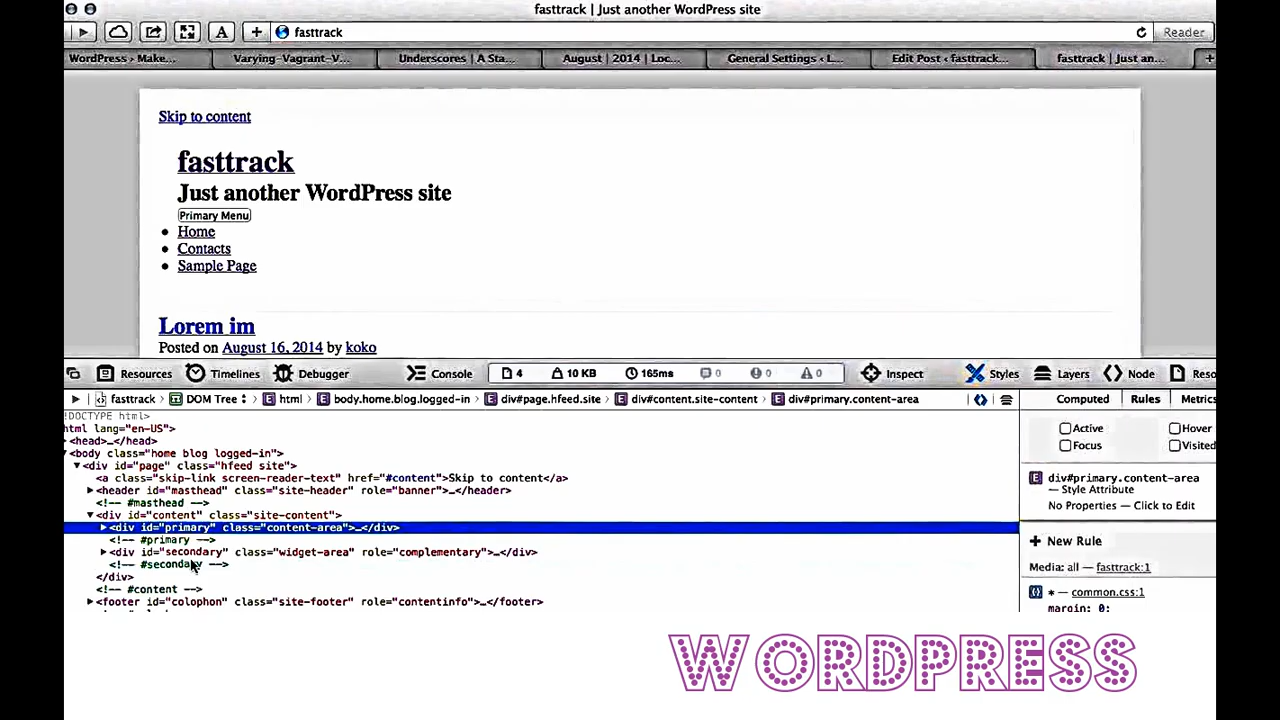 fasttrack | Just another WordPress site
fasttrack
Reader
WordPress › Make...
Varying-Vagrant-V...
Underscores | A Sta...
August | 2014 | Loc...
General Settings ‹ L...
Edit Post ‹ fasttrack...
fasttrack | Just an...
Skip to content
fasttrack
Just another WordPress site
Primary Menu
Home
Contacts
Sample Page
Lorem im
Posted on August 16, 2014 by koko
Resources Timelines Debugger Console 4 10 KB 165ms 0 0 0 Inspect Styles Layers Node Reso
fasttrack DOM Tree html body.home.blog.logged-in div#page.hfeed.site div#content.site-content div#primary.content-area
Computed Rules Metrics
!DOCTYPE html>
html lang="en-US">
<head>…</head>
<body class="home blog logged-in">
<div id="page" class="hfeed site">
<a class="skip-link screen-reader-text" href="#content">Skip to content</a>
<header id="masthead" class="site-header" role="banner">…</header>
<!-- #masthead -->
<div id="content" class="site-content">
<div id="primary" class="content-area">…</div>
<!-- #primary -->
<div id="secondary" class="widget-area" role="complementary">…</div>
<!-- #secondary -->
</div>
<!-- #content -->
<footer id="colophon" class="site-footer" role="contentinfo">…</footer>
Active Hover
Focus Visited
div#primary.content-area
— Style Attribute
No Properties — Click to Edit
New Rule
Media: all — fasttrack:1
* — common.css:1
margin: 0;
WORDPRESS